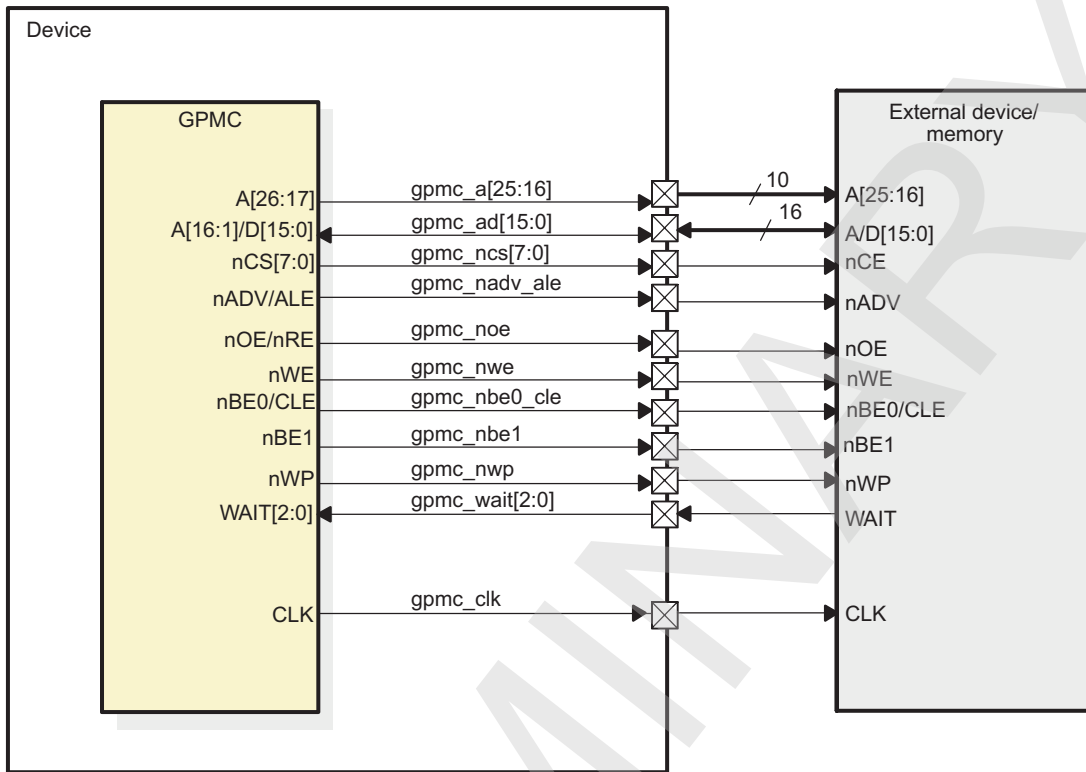 Device
GPMC
External device/
memory
A[26:17] gpmc_a[25:16] 10 A[25:16]
A[16:1]/D[15:0] gpmc_ad[15:0] 16 A/D[15:0]
nCS[7:0] gpmc_ncs[7:0] nCE
nADV/ALE gpmc_nadv_ale nADV
nOE/nRE gpmc_noe nOE
nWE gpmc_nwe nWE
nBE0/CLE gpmc_nbe0_cle nBE0/CLE
nBE1 gpmc_nbe1 nBE1
nWP gpmc_nwp nWP
WAIT[2:0] gpmc_wait[2:0] WAIT
CLK gpmc_clk CLK
MINARY